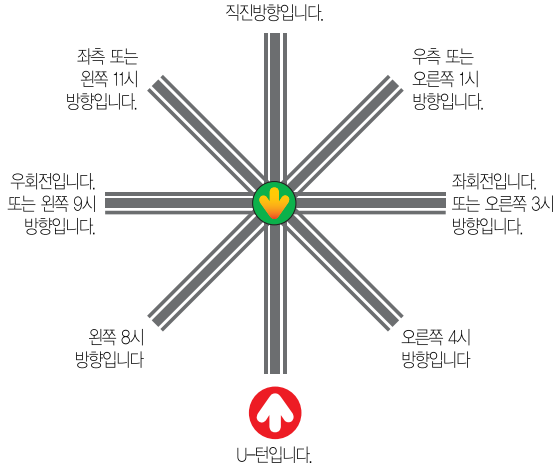 직진방향입니다.
좌측 또는
왼쪽 11시
방향입니다.
우측 또는
오른쪽 1시
방향입니다.
우회전입니다.
또는 왼쪽 9시
방향입니다.
좌회전입니다.
또는 오른쪽 3시
방향입니다.
왼쪽 8시
방향입니다
오른쪽 4시
방향입니다
U-턴입니다.